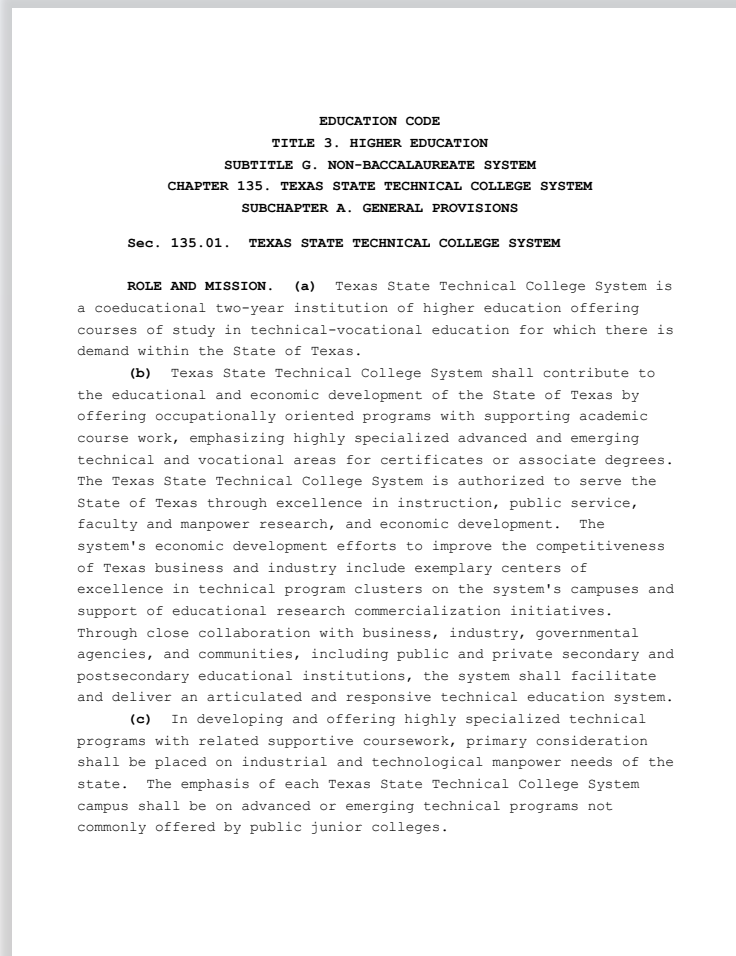 EDUCATION CODE
TITLE 3. HIGHER EDUCATION
SUBTITLE G. NON-BACCALAUREATE SYSTEM
CHAPTER 135. TEXAS STATE TECHNICAL COLLEGE SYSTEM
SUBCHAPTER A. GENERAL PROVISIONS
Sec. 135.01.  TEXAS STATE TECHNICAL COLLEGE SYSTEM
ROLE AND MISSION.  (a)  Texas State Technical College System is
a coeducational two-year institution of higher education offering
courses of study in technical-vocational education for which there is
demand within the State of Texas.
(b)  Texas State Technical College System shall contribute to
the educational and economic development of the State of Texas by
offering occupationally oriented programs with supporting academic
course work, emphasizing highly specialized advanced and emerging
technical and vocational areas for certificates or associate degrees.
The Texas State Technical College System is authorized to serve the
State of Texas through excellence in instruction, public service,
faculty and manpower research, and economic development.  The
system's economic development efforts to improve the competitiveness
of Texas business and industry include exemplary centers of
excellence in technical program clusters on the system's campuses and
support of educational research commercialization initiatives.
Through close collaboration with business, industry, governmental
agencies, and communities, including public and private secondary and
postsecondary educational institutions, the system shall facilitate
and deliver an articulated and responsive technical education system.
(c)  In developing and offering highly specialized technical
programs with related supportive coursework, primary consideration
shall be placed on industrial and technological manpower needs of the
state.  The emphasis of each Texas State Technical College System
campus shall be on advanced or emerging technical programs not
commonly offered by public junior colleges.